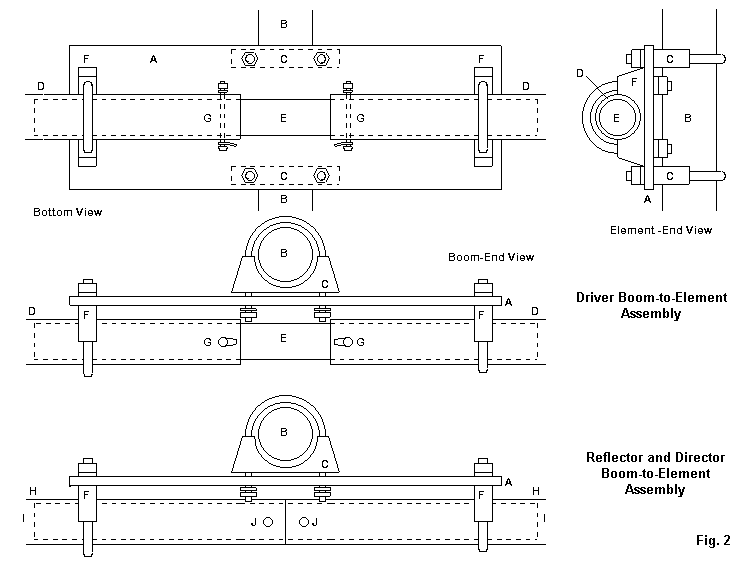 B
F A C F
D D
G E G
C
B
Bottom View
D
F
C
E
B
C
A
Element -End View
B
Boom-End View
C
A
D F F D
G E G
Driver Boom-to-Element
Assembly
B
C
A
H F F H
I J J I
Reflector and Director
Boom-to-Element
Assembly
Fig. 2